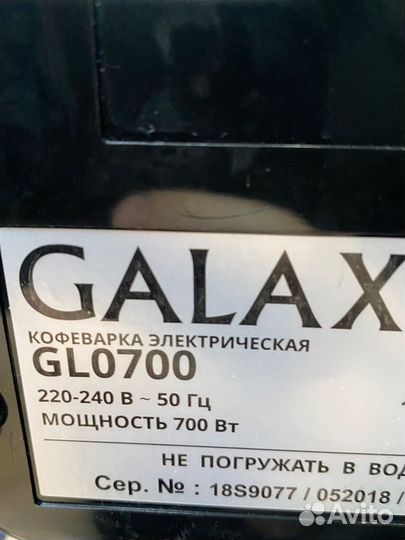 GALAX
КОФЕВАРКА ЭЛЕКТРИЧЕСКАЯ
GL0700
220-240 В ~ 50 Гц
МОЩНОСТЬ 700 Вт
НЕ ПОГРУЖАТЬ В ВОД
Сер. № : 18S9077 / 052018 /
Avito